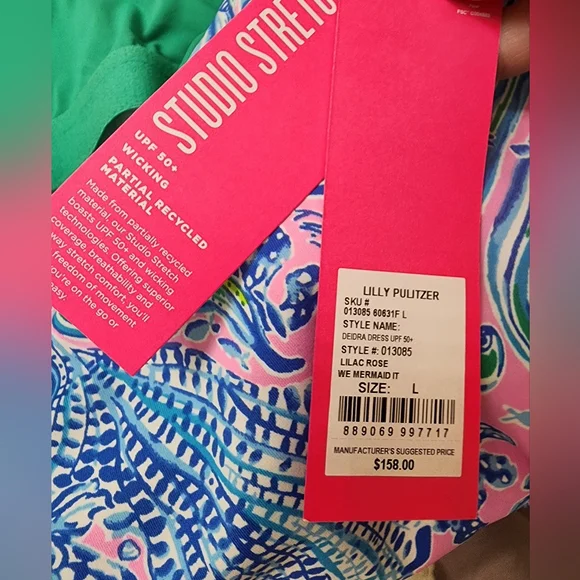 STUDIO STRETC
UPF 50+
WICKING
PARTIAL RECYCLED
MATERIAL
Made from partially recycled
material, our Studio Stretch
boasts UPF 50+ and wicking
technologies. Offering superior
coverage, breathability, and
way stretch comfort, you'll
freedom of movement
you're on the go or
easy.
LILLY PULITZER
SKU #
013085 60631F L
STYLE NAME:
DEIDRA DRESS UPF 50+
STYLE #: 013085
LILAC ROSE
WE MERMAID IT
SIZE: L
889069 997717
MANUFACTURER'S SUGGESTED PRICE
$158.00